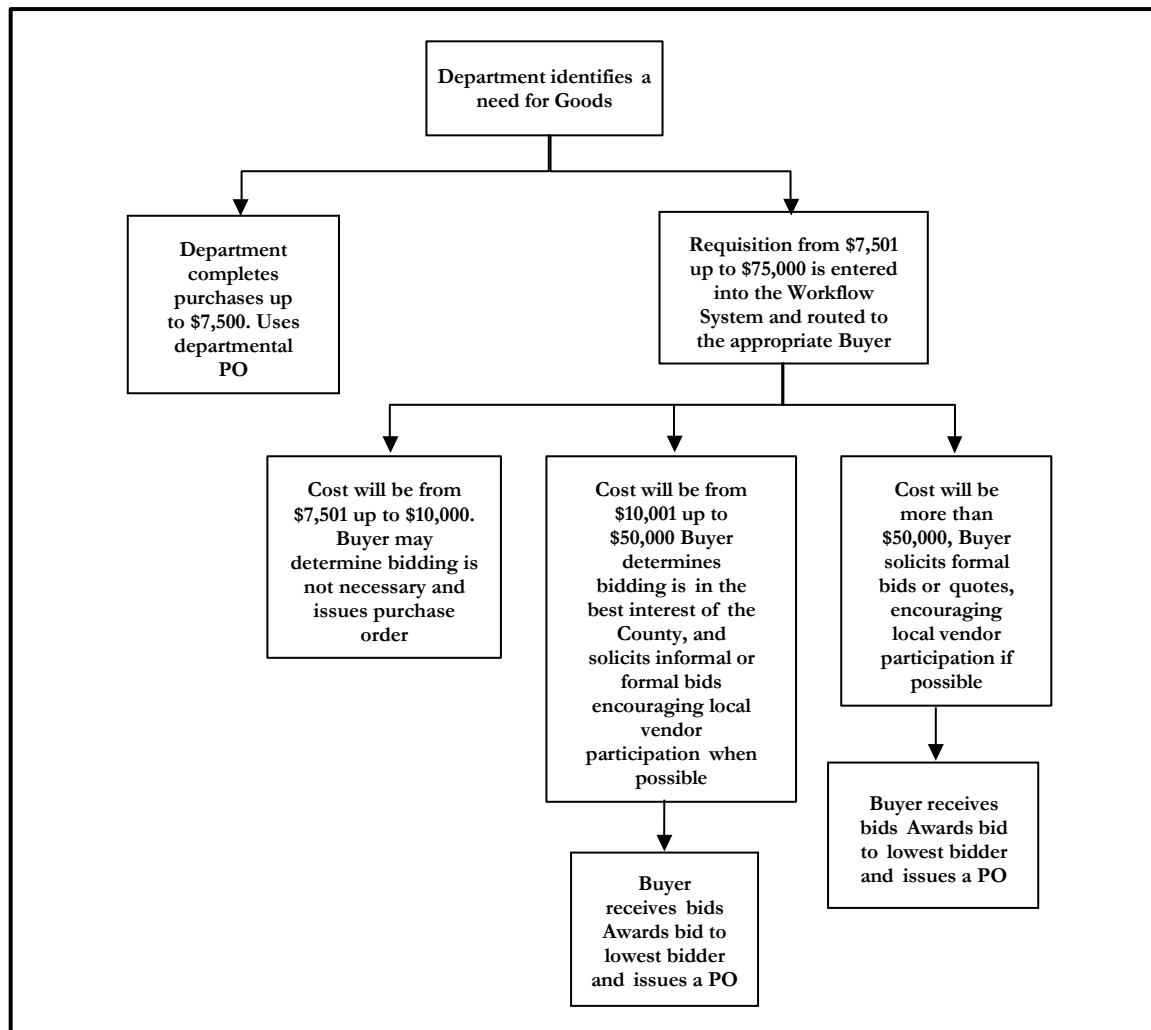 Department identifies a
need for Goods
Department
completes
purchases up
to $7,500. Uses
departmental
PO
Requisition from $7,501
up to $75,000 is entered
into the Workflow
System and routed to
the appropriate Buyer
Cost will be from
$7,501 up to $10,000.
Buyer may
determine bidding is
not necessary and
issues purchase
order
Cost will be from
$10,001 up to
$50,000 Buyer
determines
bidding is in the
best interest of the
County, and
solicits informal or
formal bids
encouraging local
vendor
participation when
possible
Cost will be
more than
$50,000, Buyer
solicits formal
bids or quotes,
encouraging
local vendor
participation if
possible
Buyer
receives bids
Awards bid to
lowest bidder
and issues a PO
Buyer receives
bids Awards bid
to lowest bidder
and issues a PO